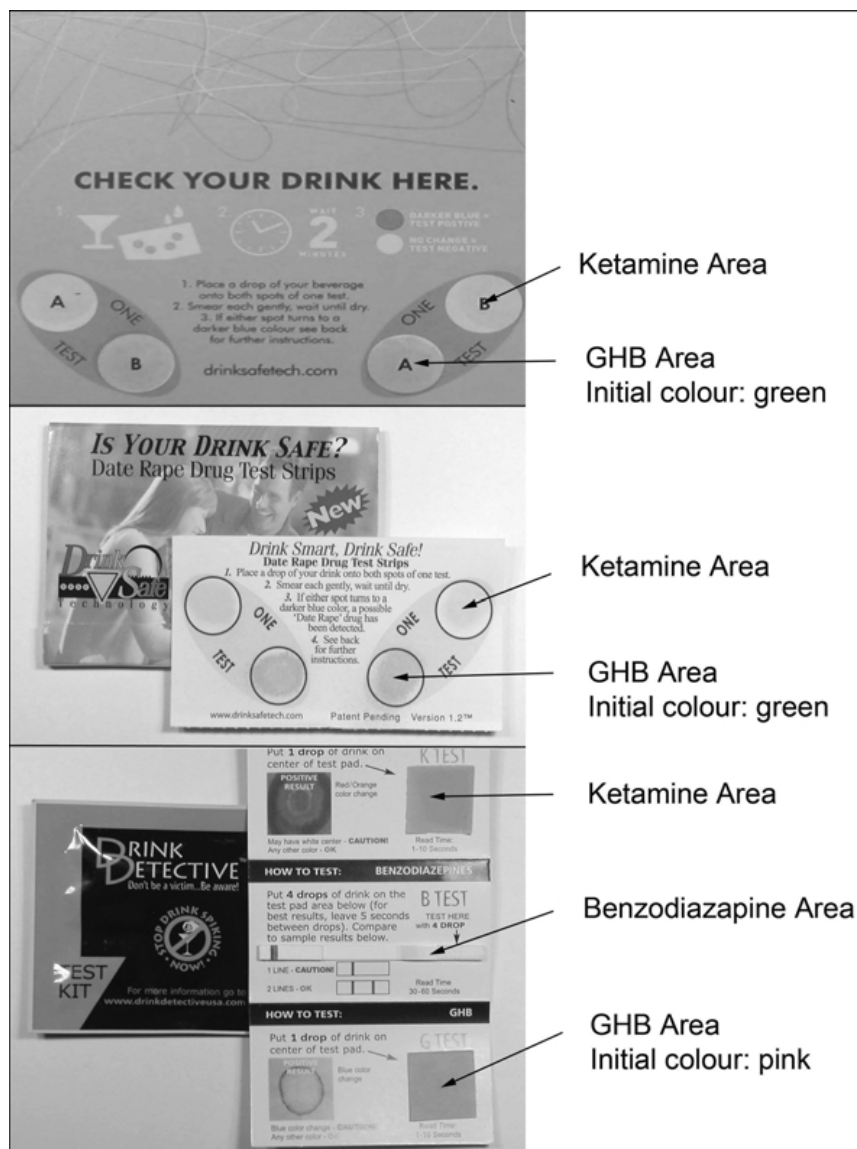 CHECK YOUR DRINK HERE.
1. 2. 3
WAIT
2
MINUTES
DARKER BLUE =
TEST POSTIVE
NO CHANGE =
TEST NEGATIVE
1. Place a drop of your beverage
onto both spots of one test.
2. Smear each gently, wait until dry.
3. If either spot turns to a
darker blue colour see back
for further instructions.
drinksafetech.com
A
ONE
TEST
B
B
ONE
A
TEST
Ketamine Area
GHB Area
Initial colour: green
IS YOUR DRINK SAFE?
Date Rape Drug Test Strips
New
Drink
Safe
Technology
Drink Smart, Drink Safe!
Date Rape Drug Test Strips
1. Place a drop of your drink onto both spots of one test.
2. Smear each gently, wait until dry.
3. If either spot turns to a
darker blue color, a possible
'Date Rape' drug has
been detected.
4. See back
for further
instructions.
ONE
TEST
ONE
TEST
www.drinksafetech.com Patent Pending Version 1.2™
Ketamine Area
GHB Area
Initial colour: green
DRINK
DETECTIVE™
Don't be a victim...Be aware!
STOP DRINK SPIKING
NOW!
TEST
KIT
For more information go to
www.drinkdetectiveusa.com
Put 1 drop of drink on
center of test pad.
K TEST
POSITIVE
RESULT
Red/Orange
color change
May have white center - CAUTION!
Any other color - OK
Read Time:
1-10 Seconds
HOW TO TEST: BENZODIAZEPINES
Put 4 drops of drink on the
test pad area below (for
best results, leave 5 seconds
between drops). Compare
to sample results below.
B TEST
TEST HERE
with 4 DROP
1 LINE - CAUTION!
2 LINES - OK
Read Time
30-60 Seconds
HOW TO TEST: GHB
Put 1 drop of drink on
center of test pad.
G TEST
POSITIVE
RESULT
Blue color
change
Blue color change - CAUTION!
Any other color - OK
Read Time:
1-10 Seconds
Ketamine Area
Benzodiazapine Area
GHB Area
Initial colour: pink